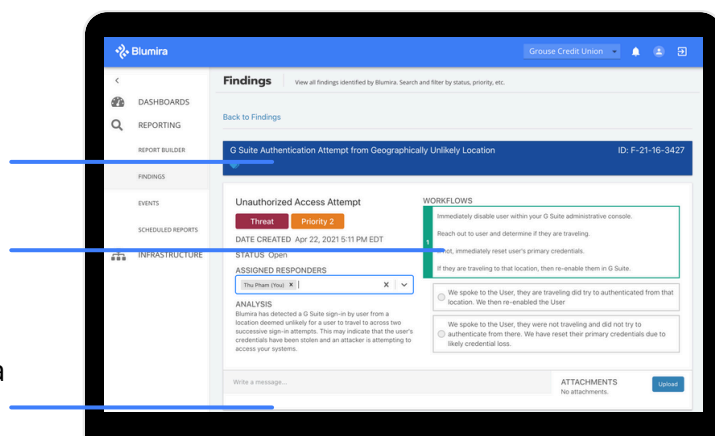 Blumira
Grouse Credit Union
Findings
View all findings identified by Blumira. Search and filter by status, priority, etc.
DASHBOARDS
REPORTING
REPORT BUILDER
FINDINGS
EVENTS
SCHEDULED REPORTS
INFRASTRUCTURE
Back to Findings
G Suite Authentication Attempt from Geographically Unlikely Location
ID: F-21-16-3427
Unauthorized Access Attempt
Threat
Priority 2
DATE CREATED Apr 22, 2021 5:11 PM EDT
STATUS Open
ASSIGNED RESPONDERS
Thu Pham (You) ×
X
ANALYSIS
Blumira has detected a G Suite sign-in by user from a
location deemed unlikely for a user to travel to across two
successive sign-in attempts. This may indicate that the user's
credentials have been stolen and an attacker is attempting to
access your systems.
WORKFLOWS
1
Immediately disable user within your G Suite administrative console.
Reach out to user and determine if they are traveling.
not, immediately reset user's primary credentials.
If they are traveling to that location, then re-enable them in G Suite.
We spoke to the User, they are traveling did try to authenticated from that
location. We then re-enabled the User
We spoke to the User, they were not traveling and did not try to
authenticate from there. We have reset their primary credentials due to
likely credential loss.
Write a message...
ATTACHMENTS
No attachments.
Upload
a